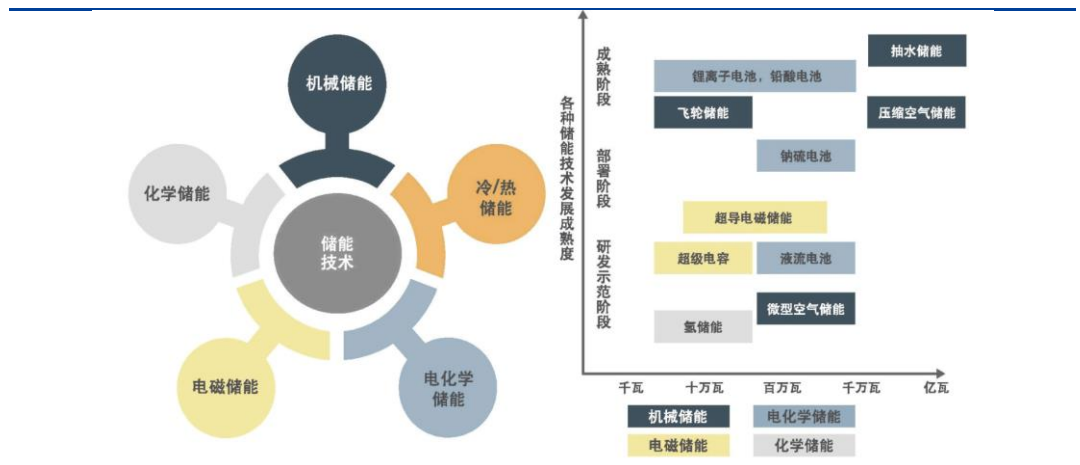 机械储能
冷/热
储能
电化学
储能
电磁储能
化学储能
储能
技术
各种储能技术发展成熟度
成熟阶段
部署阶段
研发示范阶段
抽水储能
锂离子电池，铅酸电池
飞轮储能
压缩空气储能
钠硫电池
超导电磁储能
超级电容
液流电池
微型空气储能
氢储能
千瓦
十万瓦
百万瓦
千万瓦
亿瓦
机械储能
电化学储能
电磁储能
化学储能